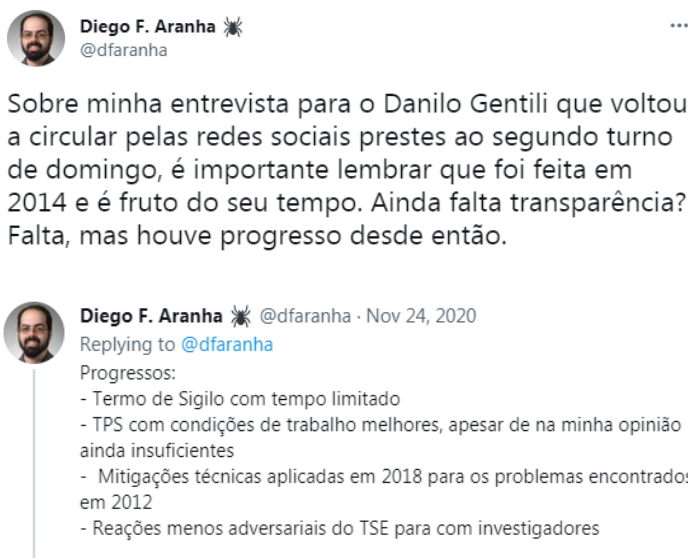 Diego F. Aranha
@dfaranha
Sobre minha entrevista para o Danilo Gentili que voltou
a circular pelas redes sociais prestes ao segundo turno
de domingo, é importante lembrar que foi feita em
2014 e é fruto do seu tempo. Ainda falta transparência?
Falta, mas houve progresso desde então.
Diego F. Aranha @dfaranha · Nov 24, 2020
Replying to @dfaranha
Progressos:
- Termo de Sigilo com tempo limitado
- TPS com condições de trabalho melhores, apesar de na minha opinião
ainda insuficientes
- Mitigações técnicas aplicadas em 2018 para os problemas encontrados
em 2012
- Reações menos adversariais do TSE para com investigadores